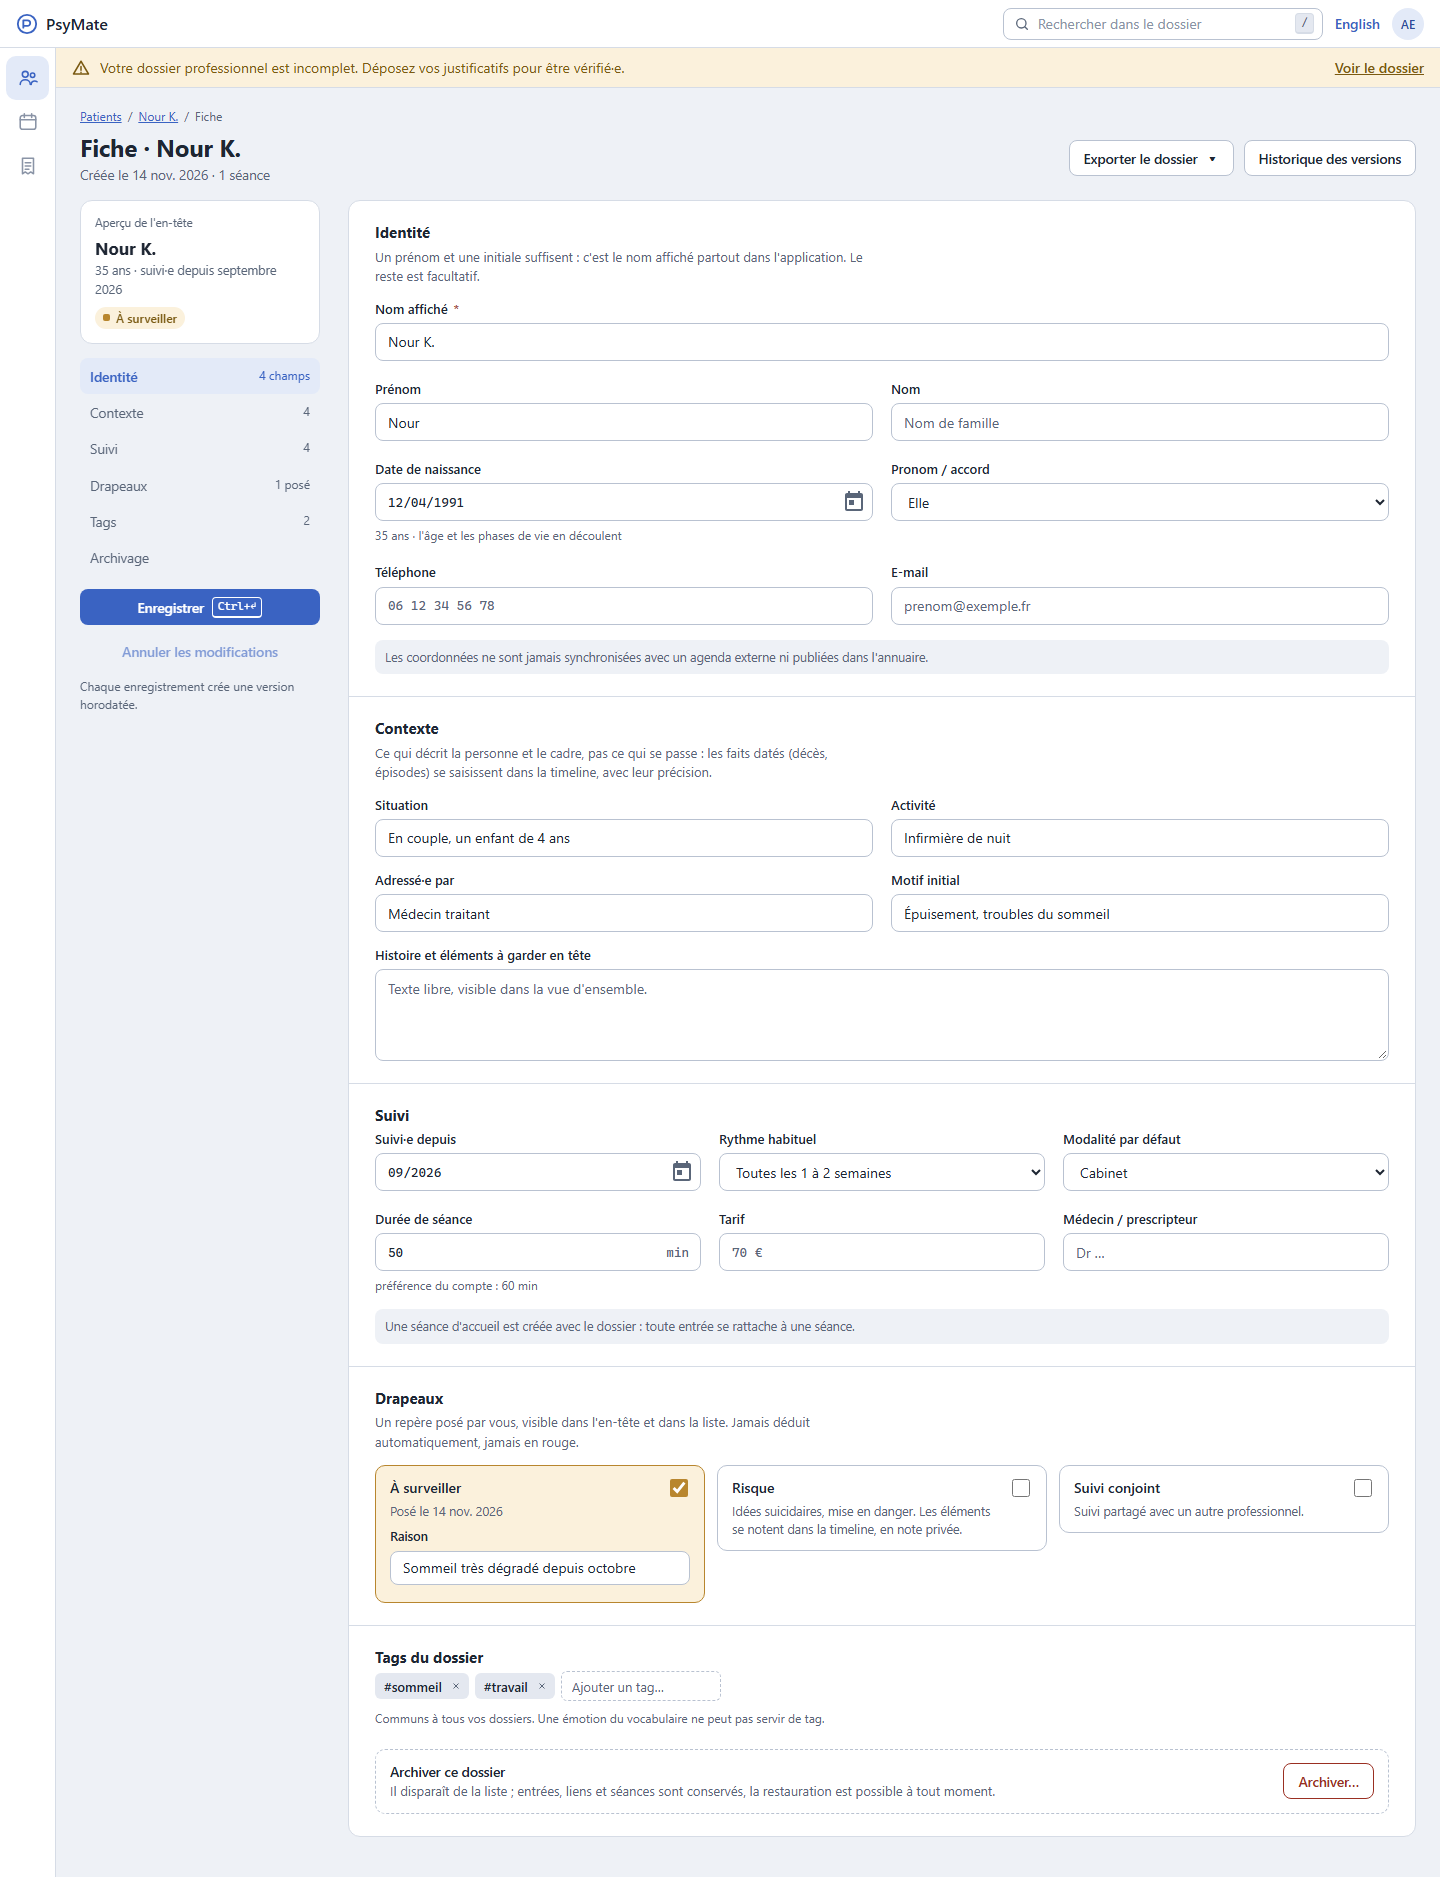 PsyMate
Rechercher dans le dossier
/
English
AE
Votre dossier professionnel est incomplet. Déposez vos justificatifs pour être vérifié·e.
Voir le dossier
Patients / Nour K. / Fiche
Fiche · Nour K.
Créée le 14 nov. 2026 · 1 séance
Exporter le dossier
Historique des versions
Aperçu de l'en-tête
Nour K.
35 ans · suivi·e depuis septembre
2026
À surveiller
Identité 4 champs
Contexte 4
Suivi 4
Drapeaux 1 posé
Tags 2
Archivage
Enregistrer Ctrl+↵
Annuler les modifications
Chaque enregistrement crée une version
horodatée.
Identité
Un prénom et une initiale suffisent : c'est le nom affiché partout dans l'application. Le
reste est facultatif.
Nom affiché *
Nour K.
Prénom
Nour
Nom
Nom de famille
Date de naissance
12/04/1991
35 ans · l'âge et les phases de vie en découlent
Pronom / accord
Elle
Téléphone
06 12 34 56 78
E-mail
prenom@exemple.fr
Les coordonnées ne sont jamais synchronisées avec un agenda externe ni publiées dans l'annuaire.
Contexte
Ce qui décrit la personne et le cadre, pas ce qui se passe : les faits datés (décès,
épisodes) se saisissent dans la timeline, avec leur précision.
Situation
En couple, un enfant de 4 ans
Activité
Infirmière de nuit
Adressé·e par
Médecin traitant
Motif initial
Épuisement, troubles du sommeil
Histoire et éléments à garder en tête
Texte libre, visible dans la vue d'ensemble.
Suivi
Suivi·e depuis
09/2026
Rythme habituel
Toutes les 1 à 2 semaines
Modalité par défaut
Cabinet
Durée de séance
50 min
préférence du compte : 60 min
Tarif
70 €
Médecin / prescripteur
Dr ...
Une séance d'accueil est créée avec le dossier : toute entrée se rattache à une séance.
Drapeaux
Un repère posé par vous, visible dans l'en-tête et dans la liste. Jamais déduit
automatiquement, jamais en rouge.
À surveiller
Posé le 14 nov. 2026
Raison
Sommeil très dégradé depuis octobre
Risque
Idées suicidaires, mise en danger. Les éléments
se notent dans la timeline, en note privée.
Suivi conjoint
Suivi partagé avec un autre professionnel.
Tags du dossier
#sommeil × #travail × Ajouter un tag...
Communs à tous vos dossiers. Une émotion du vocabulaire ne peut pas servir de tag.
Archiver ce dossier
Il disparaît de la liste ; entrées, liens et séances sont conservés, la restauration est possible à tout moment.
Archiver...